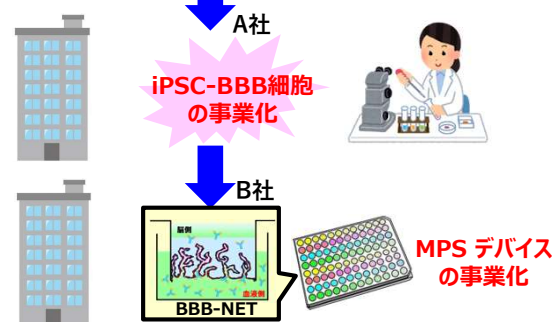 A社
iPSC-BBB細胞
の事業化
B社
脳側
血液側
BBB-NET
MPS デバイス
の事業化